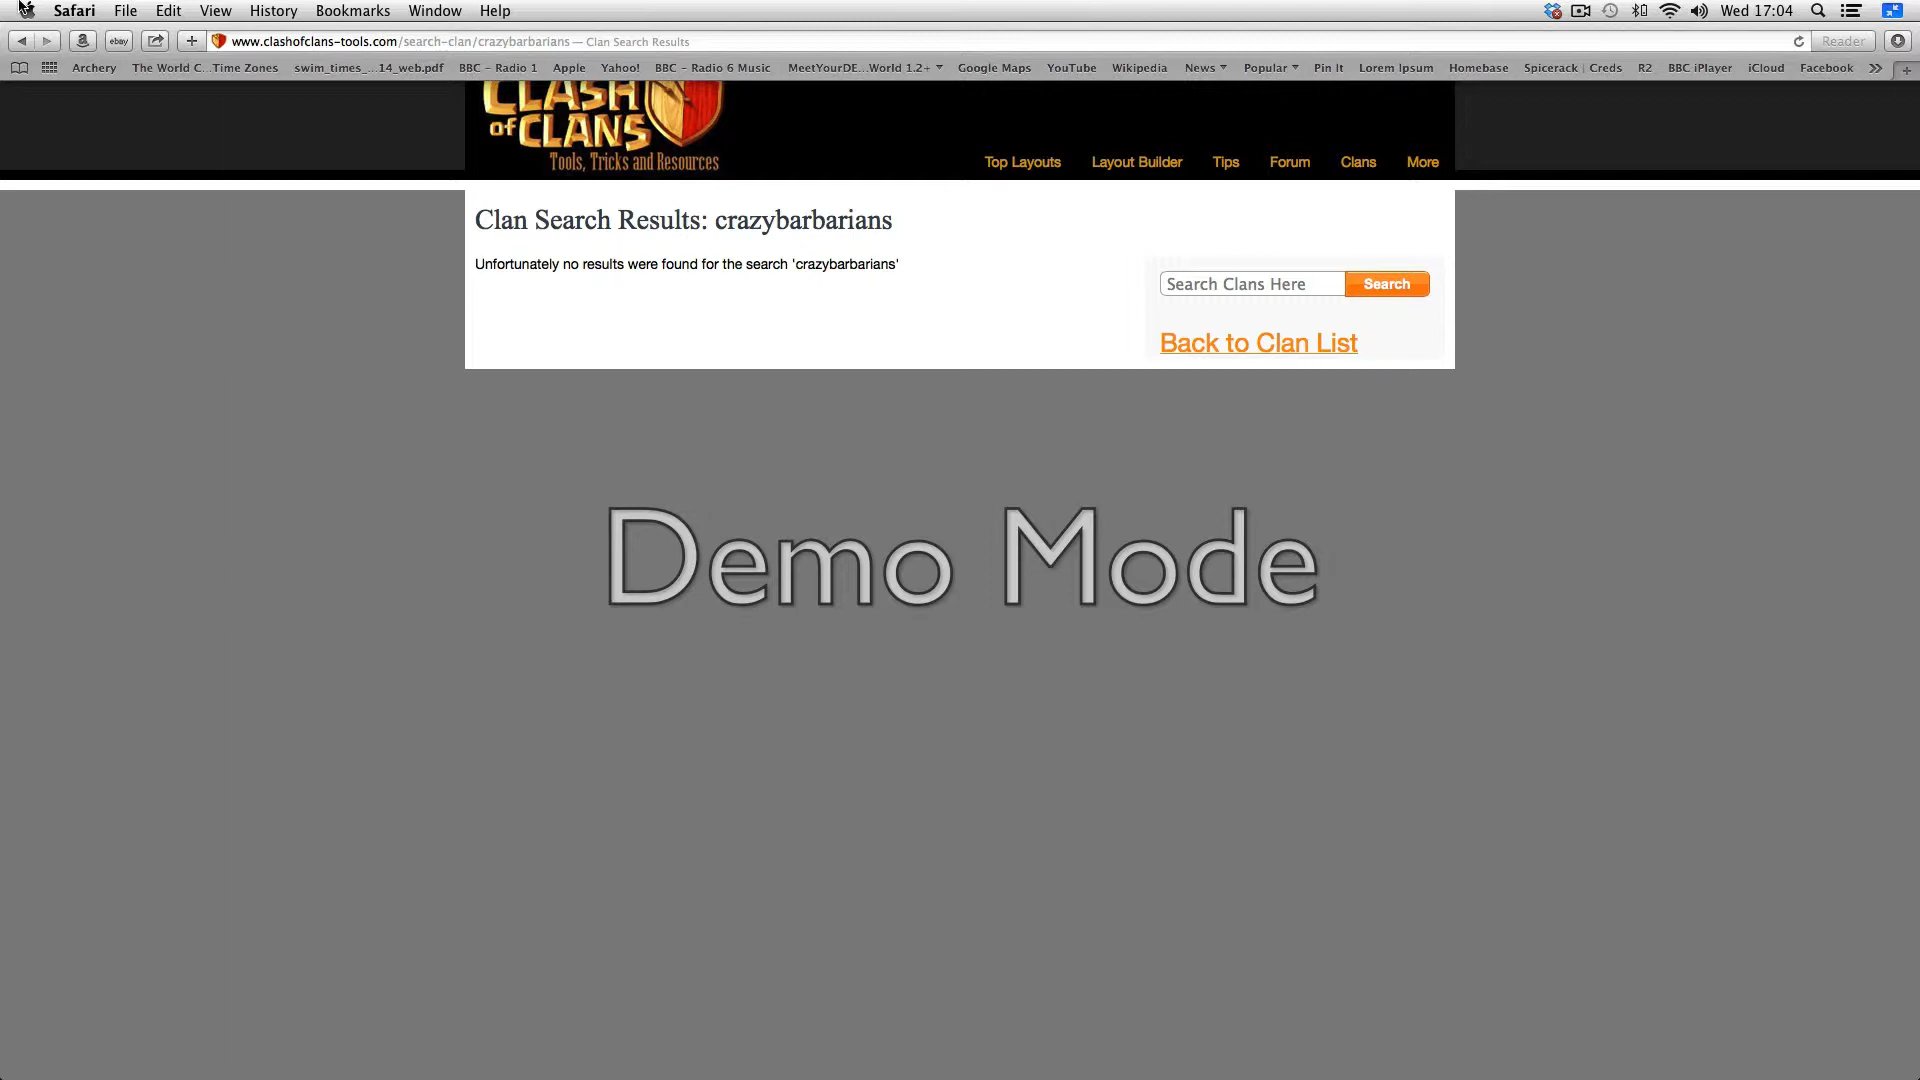 Safari File Edit View History Bookmarks Window Help Wed 17:04
ebay www.clashofclans-tools.com/search-clan/crazybarbarians — Clan Search Results Reader
Archery The World C...Time Zones swim_times_...14_web.pdf BBC - Radio 1 Apple Yahoo! BBC - Radio 6 Music MeetYourDE...World 1.2+ Google Maps YouTube Wikipedia News Popular Pin It Lorem Ipsum Homebase Spicerack | Creds R2 BBC iPlayer iCloud Facebook
CLASH
of CLANS
Tools, Tricks and Resources
Top Layouts Layout Builder Tips Forum Clans More
Clan Search Results: crazybarbarians
Unfortunately no results were found for the search 'crazybarbarians'
Search Clans Here Search
Back to Clan List
Demo Mode